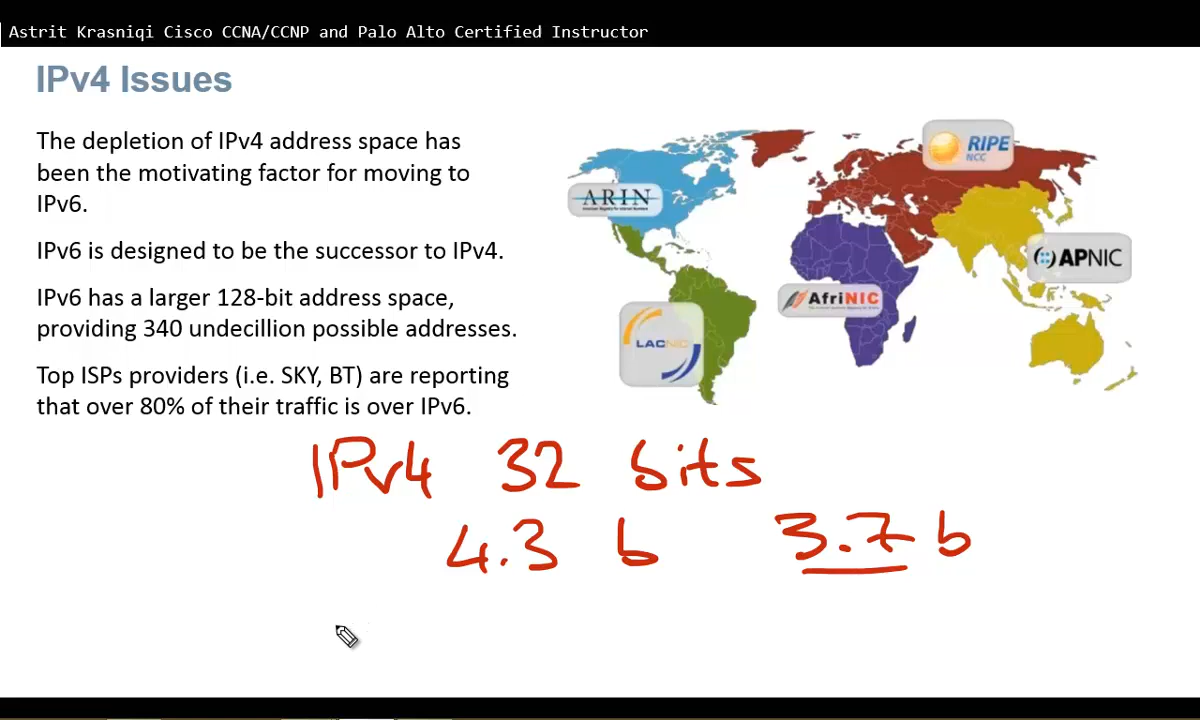 Astrit Krasniqi Cisco CCNA/CCNP and Palo Alto Certified Instructor
IPv4 Issues
The depletion of IPv4 address space has
been the motivating factor for moving to
IPv6.
IPv6 is designed to be the successor to IPv4.
IPv6 has a larger 128-bit address space,
providing 340 undecillion possible addresses.
Top ISPs providers (i.e. SKY, BT) are reporting
that over 80% of their traffic is over IPv6.
RIPE
NCC
ARIN
APNIC
AfriNIC
LACNIC
IPv4 32 bits
4.3 b 3.7 b